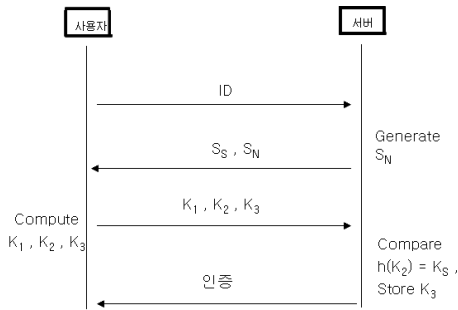 사용자
서버
ID
Generate
S_N
S_S , S_N
K_1 , K_2 , K_3
Compute
K_1 , K_2 , K_3
Compare
h(K_2) = K_S ,
Store K_3
인증